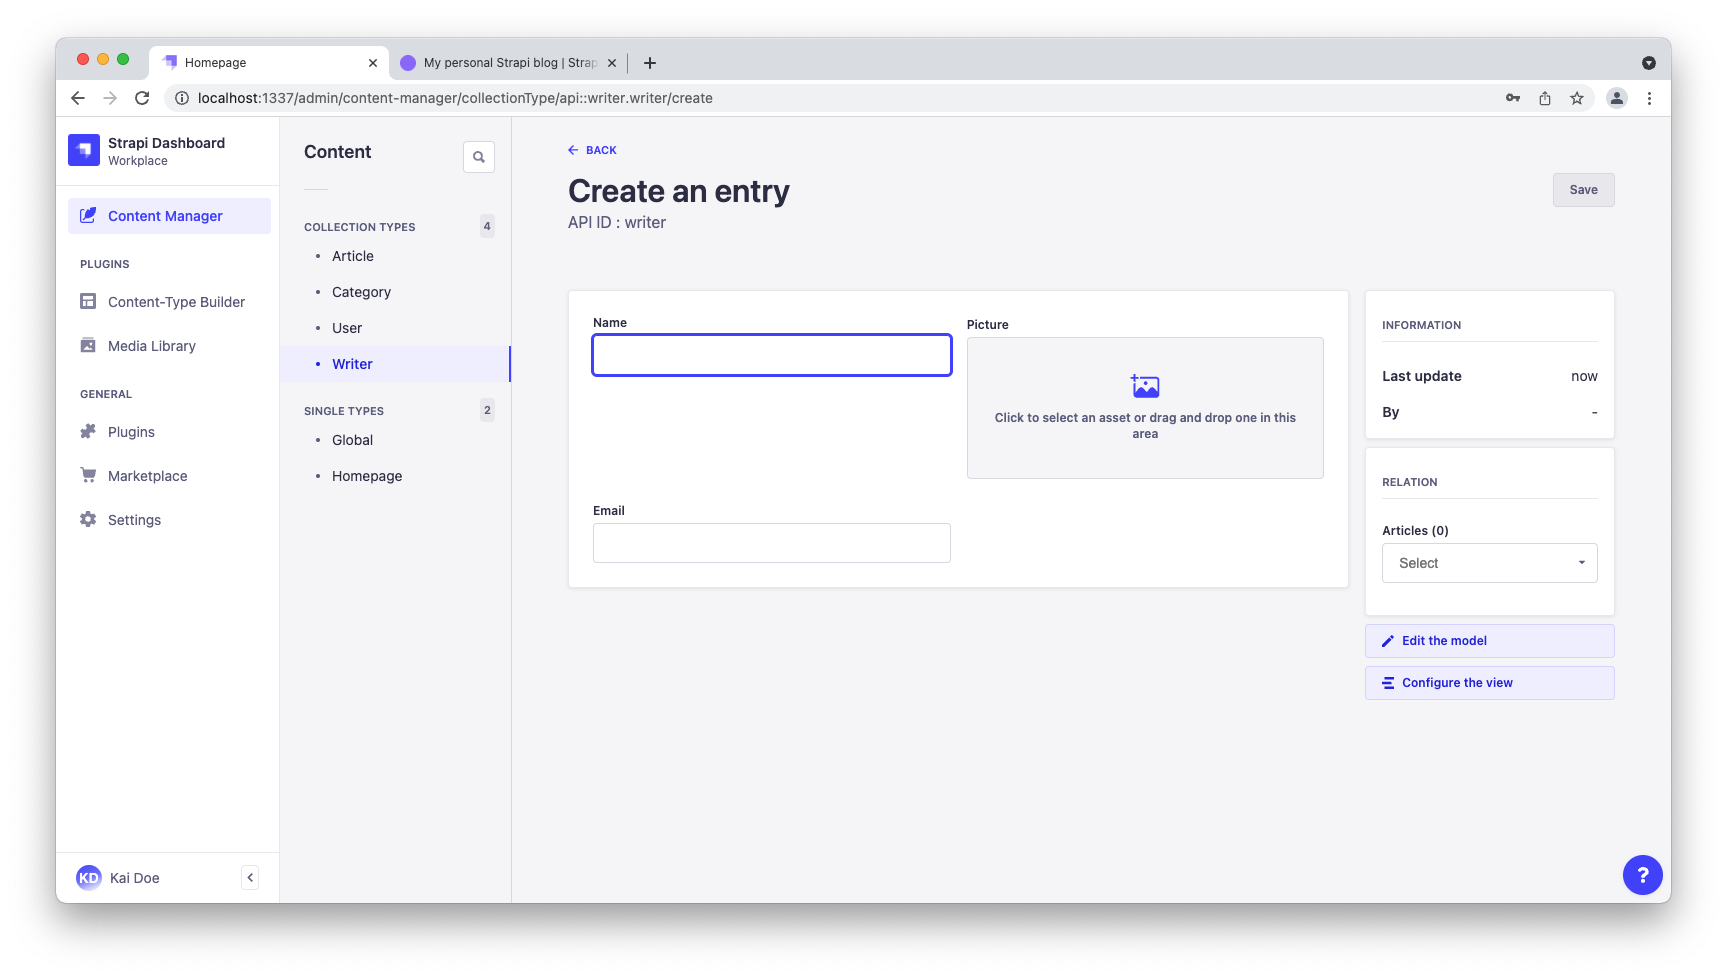 Homepage
My personal Strapi blog | Strap
localhost:1337/admin/content-manager/collectionType/api::writer.writer/create
Strapi Dashboard
Workplace
Content Manager
PLUGINS
Content-Type Builder
Media Library
GENERAL
Plugins
Marketplace
Settings
KD Kai Doe
Content
COLLECTION TYPES 4
Article
Category
User
Writer
SINGLE TYPES 2
Global
Homepage
BACK
Create an entry
API ID : writer
Save
Name
Picture
Click to select an asset or drag and drop one in this
area
Email
INFORMATION
Last update now
By -
RELATION
Articles (0)
Select
Edit the model
Configure the view
?